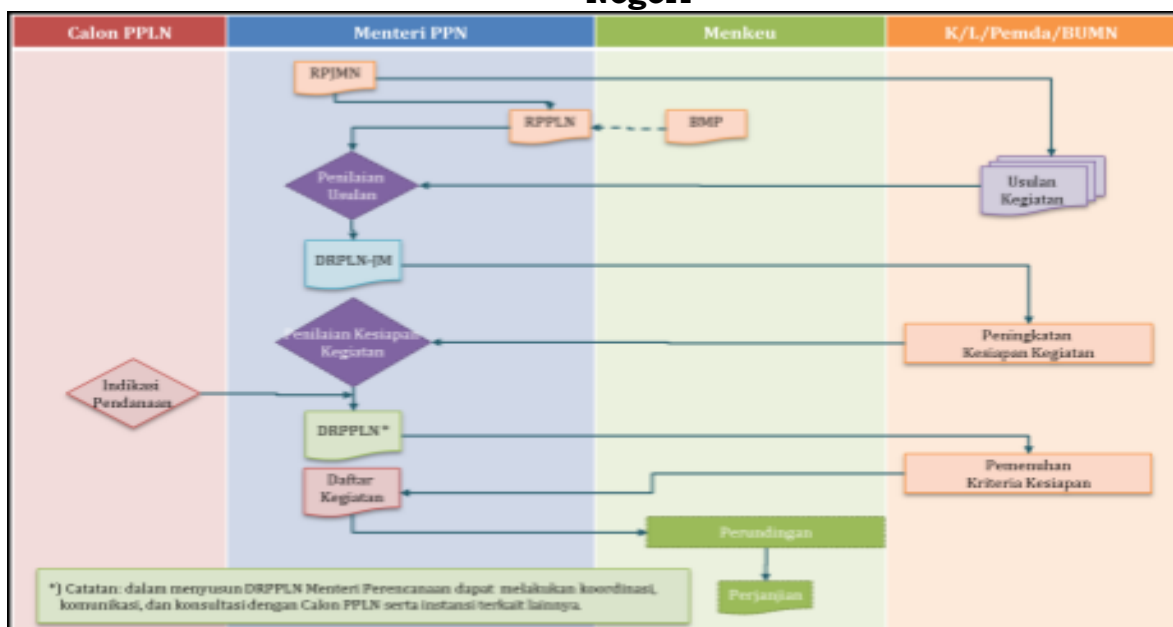 Negeri
Calon PPLN
Menteri PPN
Menkeu
K/L/Pemda/BUMN
RPJMN
RPPLN
BMP
Penilaian
Usulan
Usulan
Kegiatan
DRPLN-JM
Penilaian Kesiapan
Kegiatan
Peningkatan
Kesiapan Kegiatan
Indikasi
Pendanaan
DRPPLN*
Daftar
Kegiatan
Pemenuhan
Kriteria Kesiapan
Perundingan
Perjanjian
*) Catatan: dalam menyusun DRPPLN Menteri Perencanaan dapat melakukan koordinasi,
komunikasi, dan konsultasi dengan Calon PPLN serta instansi terkait lainnya.